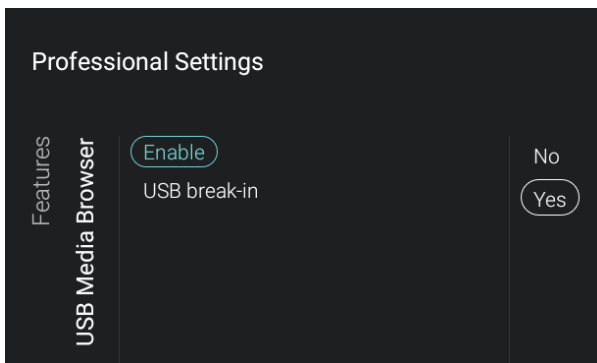 Professional Settings
Features
USB Media Browser
Enable
USB break-in
No
Yes